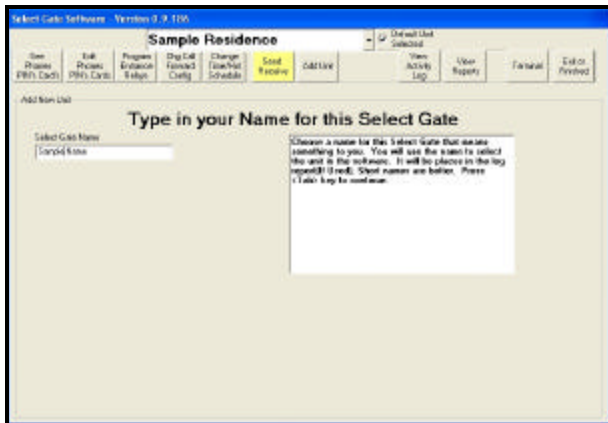 Select Gate Software - Version 0.9.186
Sample Residence
Default Unit
Selected
See
Phones
PIN's Cards
Edit
Phones
PIN's Cards
Program
Entrance
Relays
Chg Call
Forward
Config
Change
Time/Hol
Schedule
Send
Receive
Add Unit
View
Activity
Log
View
Reports
Terminal
Exit or
Finished
Add New Unit
Type in your Name for this Select Gate
Select Gate Name
Sample Name
Choose a name for this Select Gate that means
something to you. You will use the name to select
the unit in the software. It will be places in the log
report(If Used). Short names are better. Press
<Tab> key to continue.